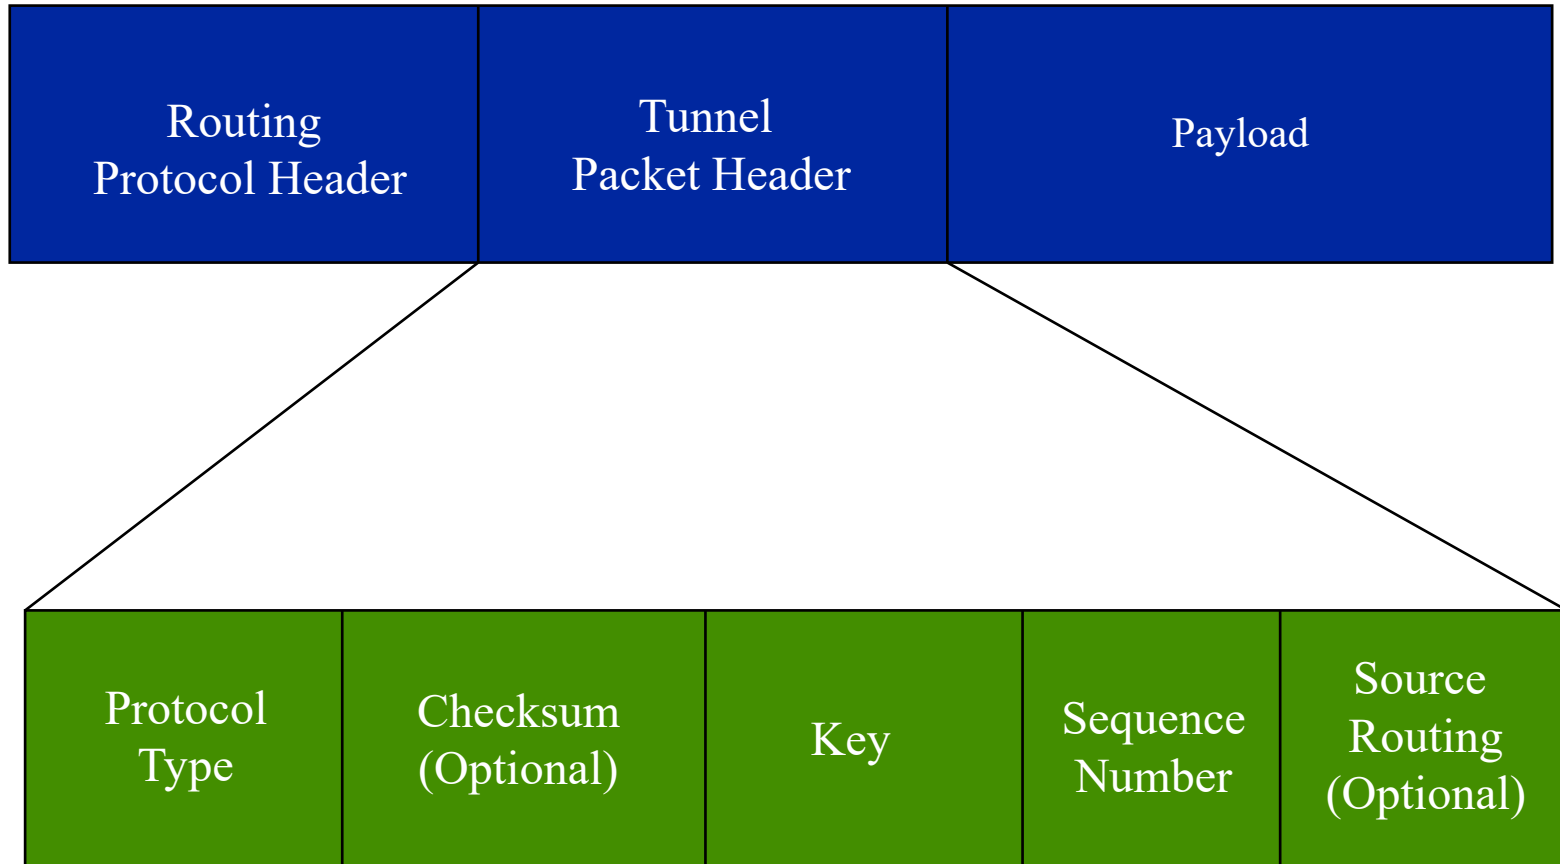 Routing
Protocol Header
Tunnel
Packet Header
Payload
Protocol
Type
Checksum
(Optional)
Key
Sequence
Number
Source
Routing
(Optional)